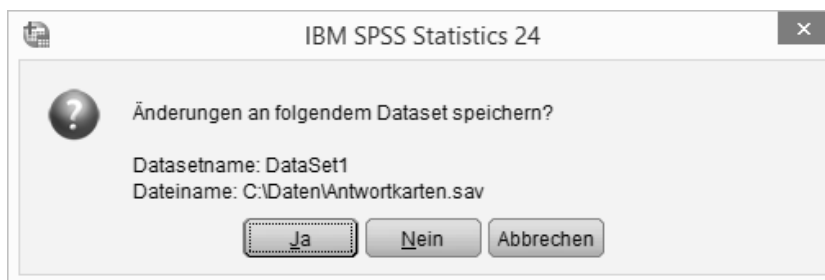 IBM SPSS Statistics 24
Änderungen an folgendem Dataset speichern?
Datasetname: DataSet1
Dateiname: C:\Daten\Antwortkarten.sav
Ja Nein Abbrechen